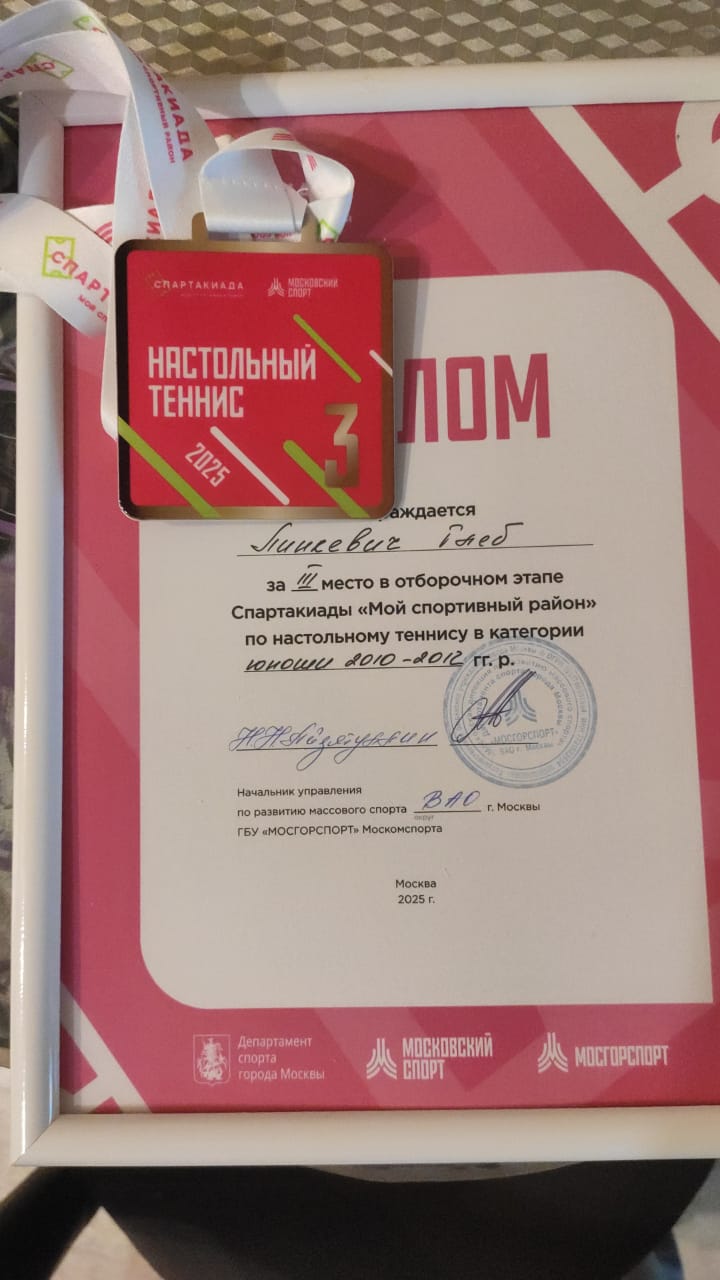 СПАРТАКИАДА
МОСКОВСКИЙ
СПОРТ
НАСТОЛЬНЫЙ
ТЕННИС
2025
3
ЛОМ
раждается
Глеб
за III место в отборочном этапе
Спартакиады «Мой спортивный район»
по настольному теннису в категории
юноши 2010-2012 гг. р.
«МОСГОРСПОРТ»
Начальник управления
по развитию массового спорта ВАО г. Москвы
округ
ГБУ «МОСГОРСПОРТ» Москомспорта
Москва
2025 г.
Департамент
спорта
города Москвы
МОСКОВСКИЙ
СПОРТ
МОСГОРСПОРТ